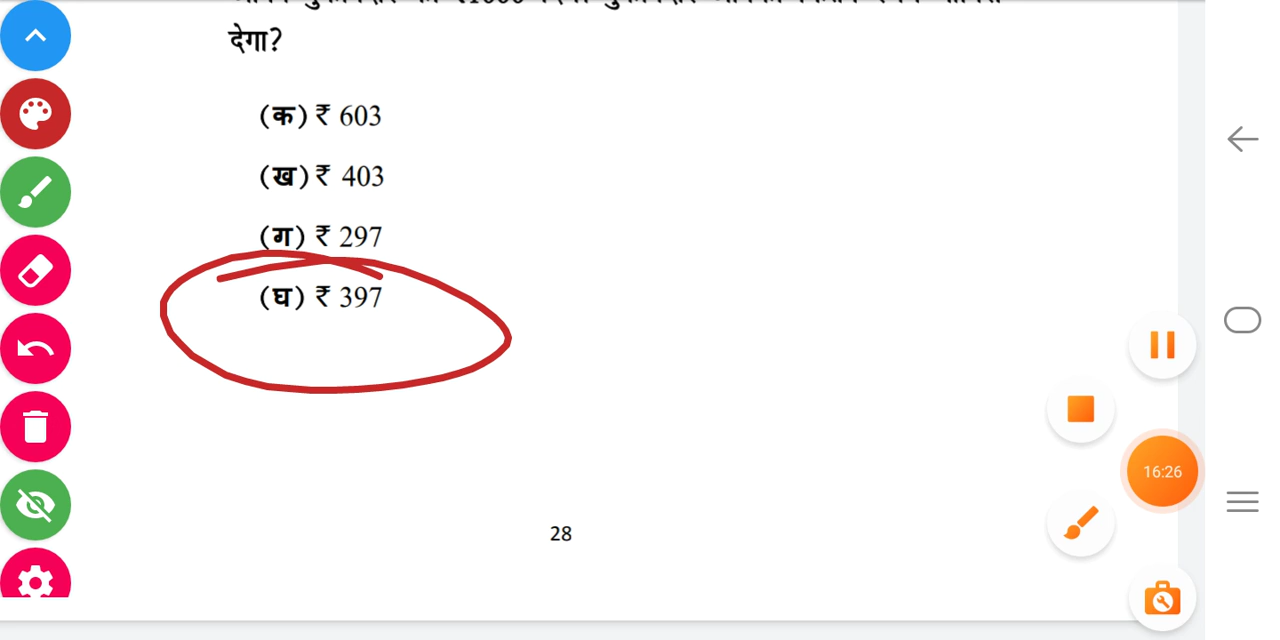 देगा?
(क) ₹ 603
(ख) ₹ 403
(ग) ₹ 297
(घ) ₹ 397
16:26
28